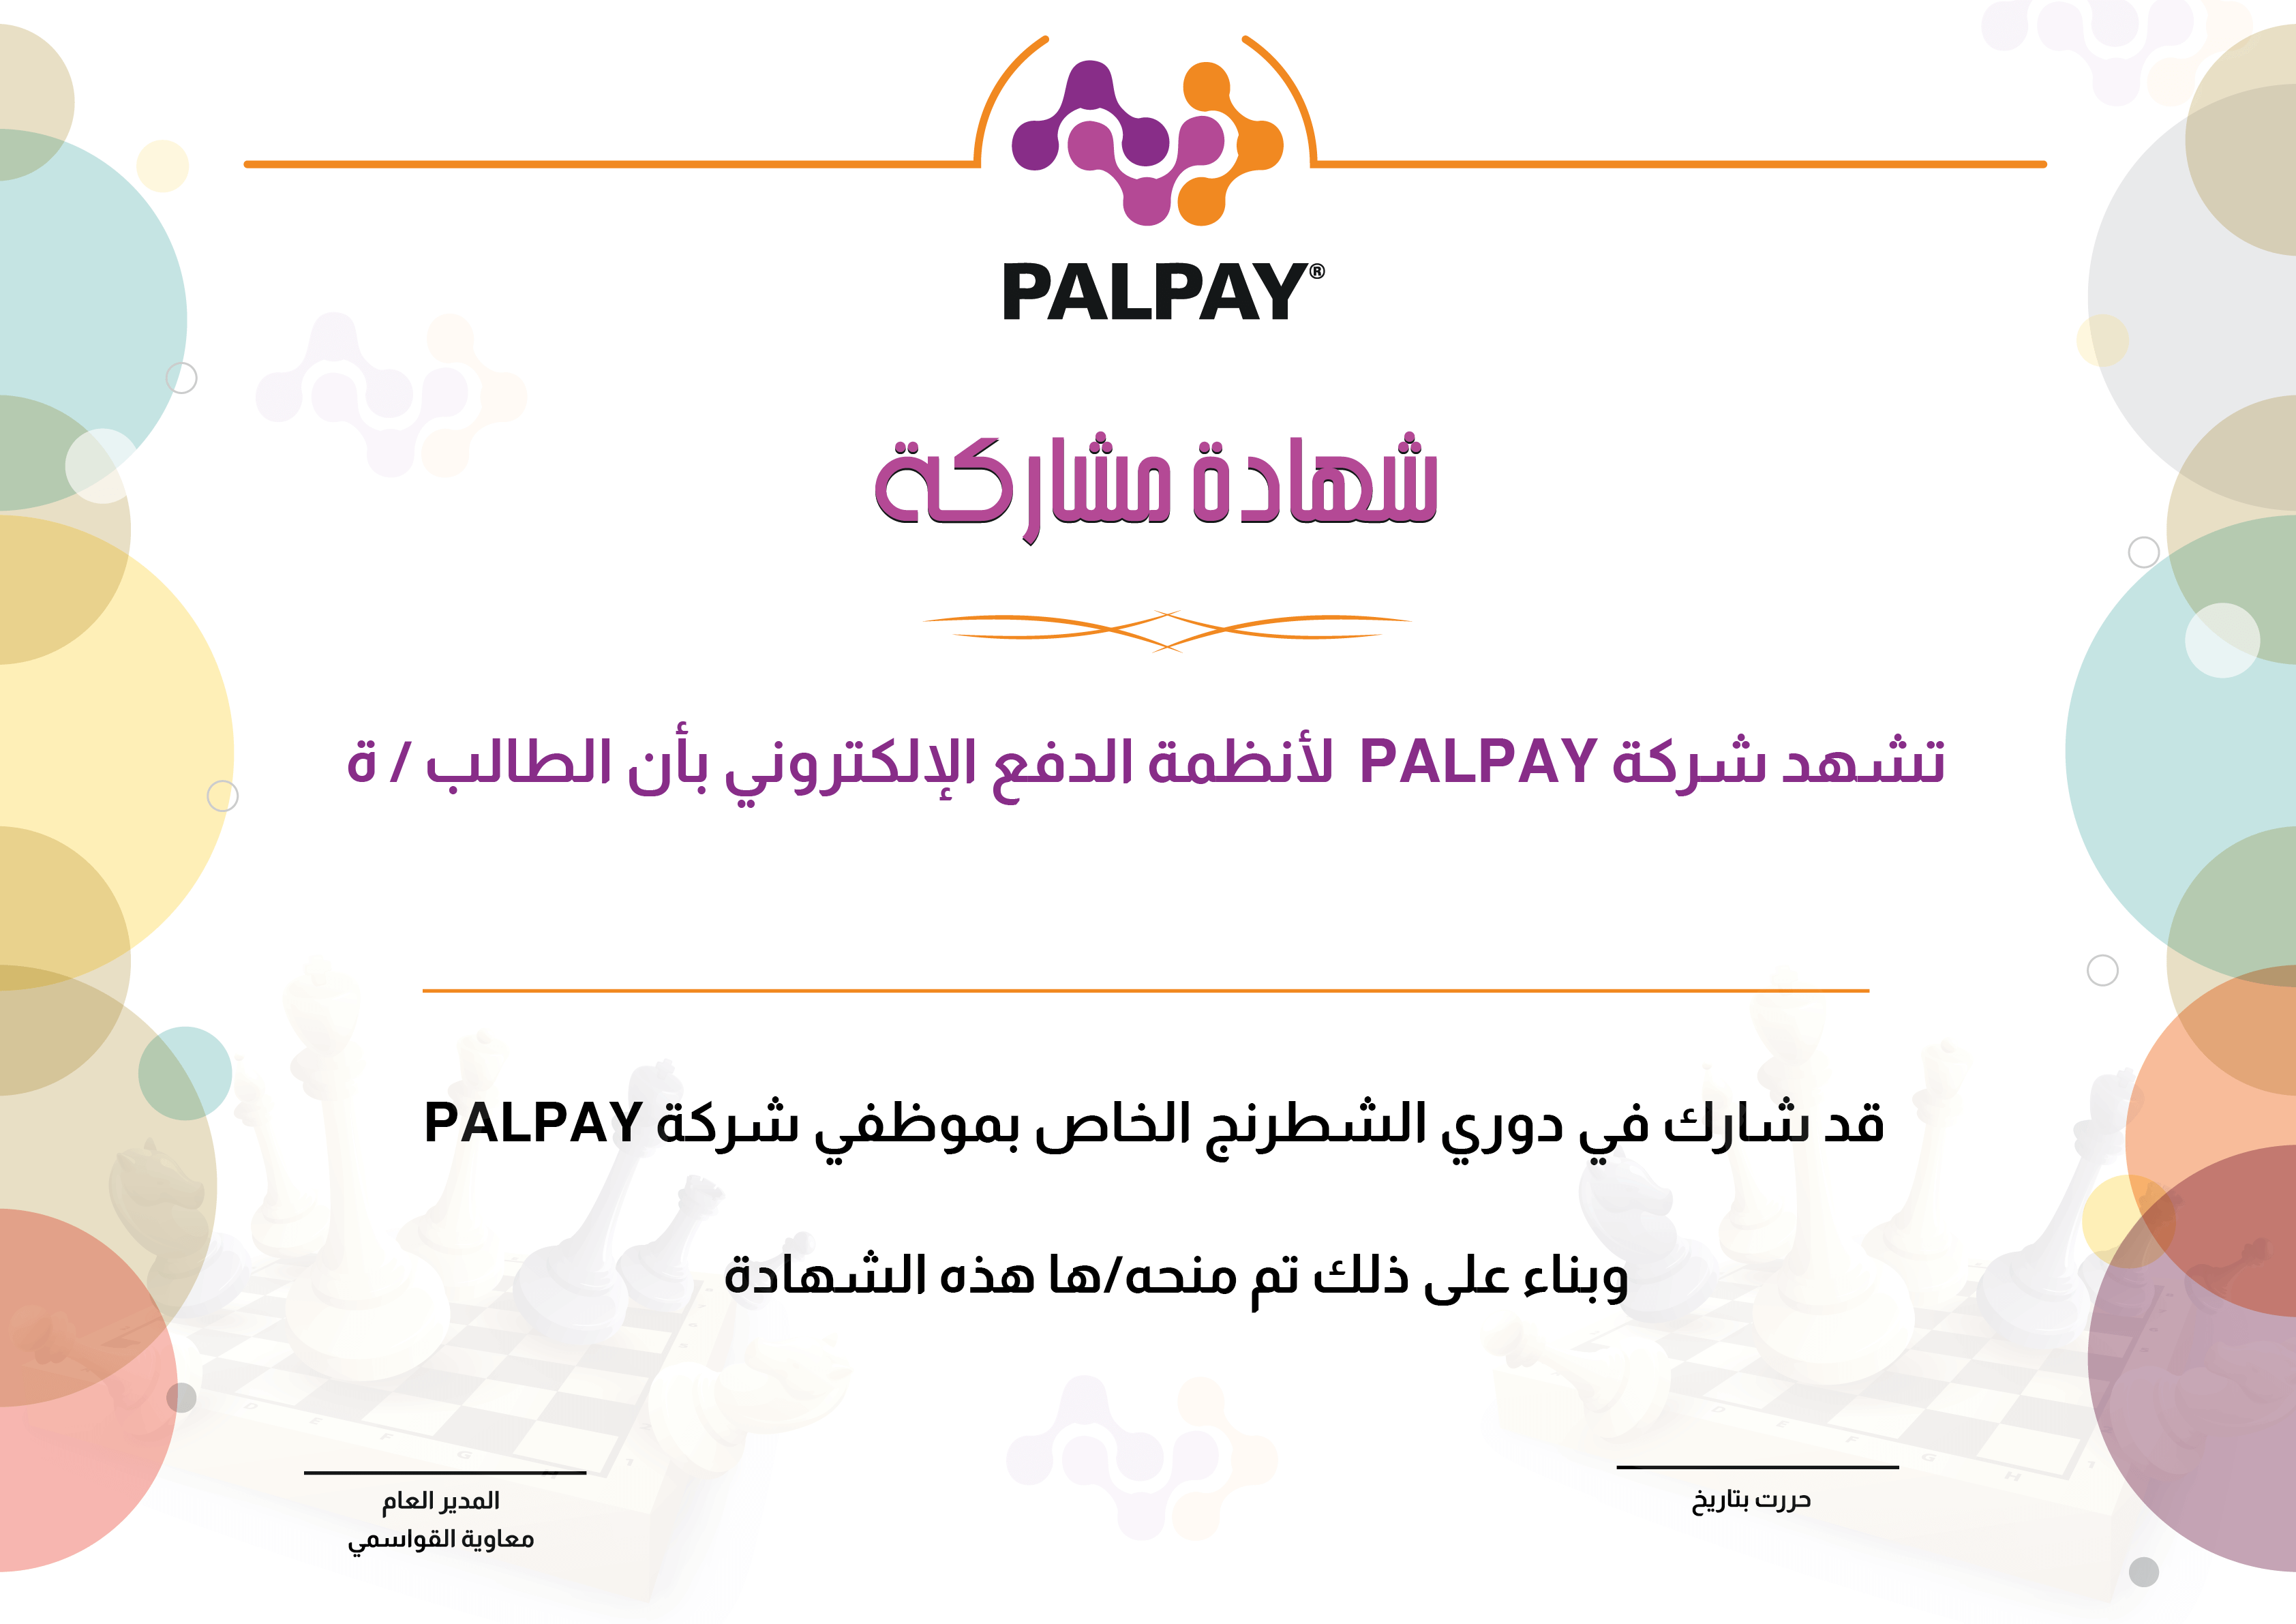 PALPAY®
شهادة مشاركة
تشهد شركة PALPAY لأنظمة الدفع الإلكتروني بأن الطالب / ة
قد شارك في دوري الشطرنج الخاص بموظفي شركة PALPAY
وبناء على ذلك تم منحه/ها هذه الشهادة
حررت بتاريخ
المدير العام
معاوية القواسمي